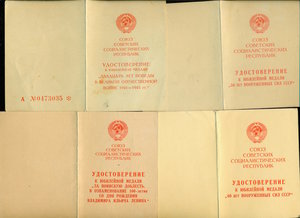 СОЮЗ
СОВЕТСКИХ
СОЦИАЛИСТИЧЕСКИХ
РЕСПУБЛИК
УДОСТОВЕРЕНИЕ
К ЮБИЛЕЙНОЙ МЕДАЛИ
„ДВАДЦАТЬ ЛЕТ ПОБЕДЫ
В ВЕЛИКОЙ ОТЕЧЕСТВЕННОЙ
ВОЙНЕ 1941—1945 гг."
А № 0473035
СОЮЗ
СОВЕТСКИХ
СОЦИАЛИСТИЧЕСКИХ
РЕСПУБЛИК
УДОСТОВЕРЕНИЕ
К ЮБИЛЕЙНОЙ МЕДАЛИ
„50 ЛЕТ ВООРУЖЕННЫХ СИЛ СССР"
СОЮЗ
СОВЕТСКИХ
СОЦИАЛИСТИЧЕСКИХ
РЕСПУБЛИК
УДОСТОВЕРЕНИЕ
К ЮБИЛЕЙНОЙ МЕДАЛИ
„ЗА ВОИНСКУЮ ДОБЛЕСТЬ.
В ОЗНАМЕНОВАНИЕ 100-летия
СО ДНЯ РОЖДЕНИЯ
ВЛАДИМИРА ИЛЬИЧА ЛЕНИНА"
СОЮЗ
СОВЕТСКИХ
СОЦИАЛИСТИЧЕСКИХ
РЕСПУБЛИК
УДОСТОВЕРЕНИЕ
К ЮБИЛЕЙНОЙ МЕДАЛИ
ЛЕТ ВООРУЖЕННЫХ СИЛ СССР"